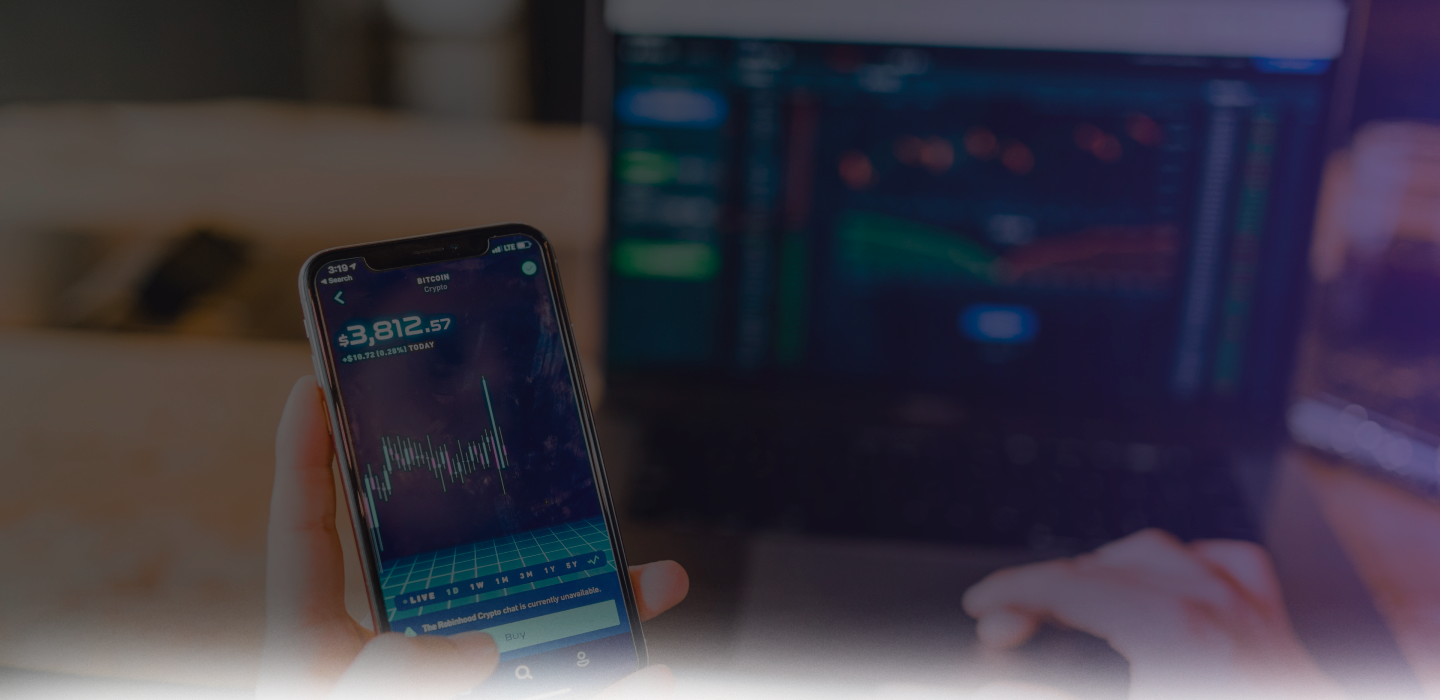 3:19
LTE
Search
BITCOIN
Crypto
$3,812.57
+$10.72 (0.28%) TODAY
LIVE 1D 1W 1M 3M 1Y 5Y
The Robinhood Crypto chat is currently unavailable.
Buy